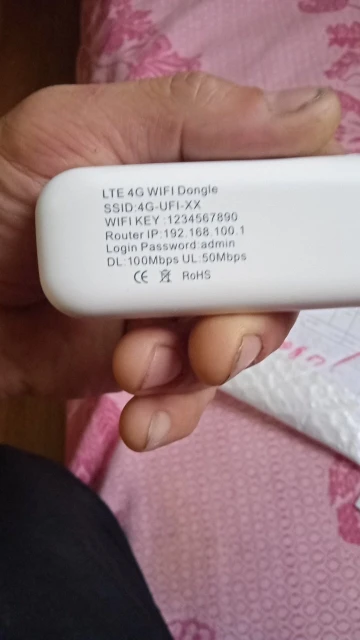 LTE 4G WIFI Dongle
SSID:4G-UFI-XX
WIFI KEY :1234567890
Router IP:192.168.100.1
Login Password:admin
DL:100Mbps UL:50Mbps
CE RoHS